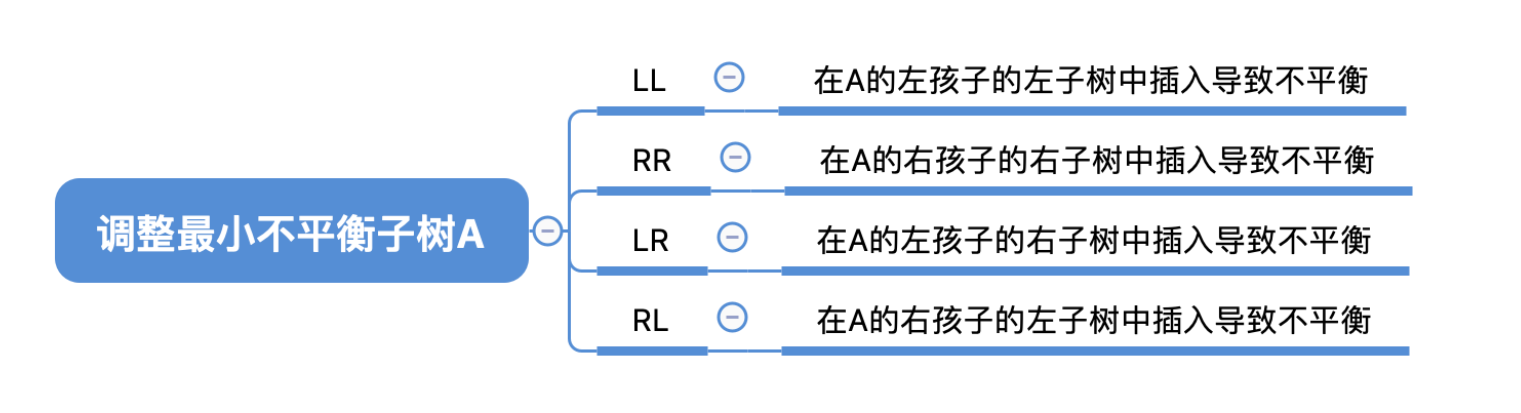 调整最小不平衡子树A
LL
在A的左孩子的左子树中插入导致不平衡
RR
在A的右孩子的右子树中插入导致不平衡
LR
在A的左孩子的右子树中插入导致不平衡
RL
在A的右孩子的左子树中插入导致不平衡